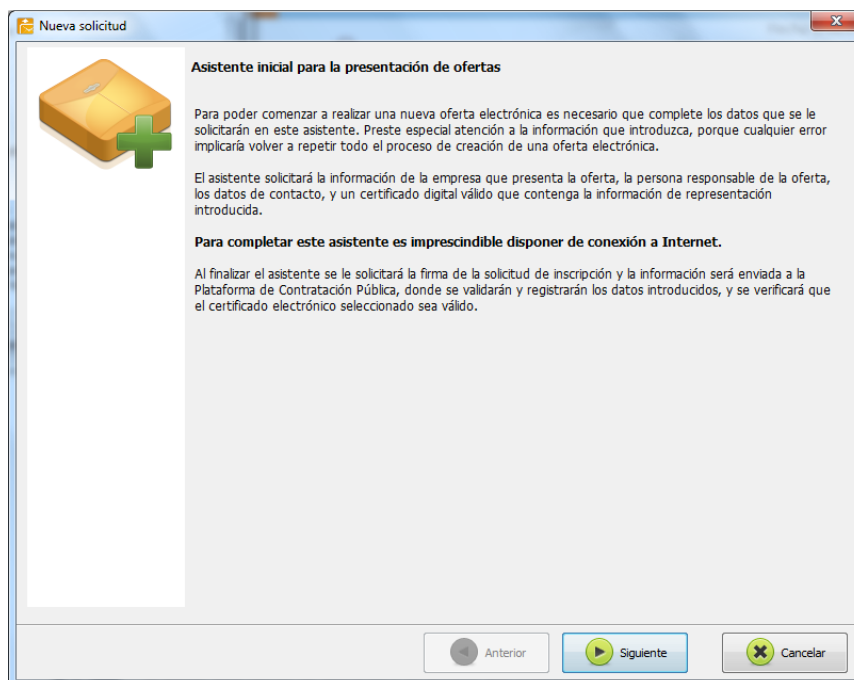 Nueva solicitud
Asistente inicial para la presentación de ofertas
Para poder comenzar a realizar una nueva oferta electrónica es necesario que complete los datos que se le
solicitarán en este asistente. Preste especial atención a la información que introduzca, porque cualquier error
implicaría volver a repetir todo el proceso de creación de una oferta electrónica.
El asistente solicitará la información de la empresa que presenta la oferta, la persona responsable de la oferta,
los datos de contacto, y un certificado digital válido que contenga la información de representación
introducida.
Para completar este asistente es imprescindible disponer de conexión a Internet.
Al finalizar el asistente se le solicitará la firma de la solicitud de inscripción y la información será enviada a la
Plataforma de Contratación Pública, donde se validarán y registrarán los datos introducidos, y se verificará que
el certificado electrónico seleccionado sea válido.
Anterior
Siguiente
Cancelar